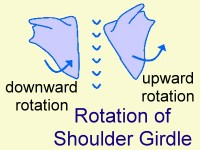 downward
rotation
upward
rotation
Rotation of
Shoulder Girdle